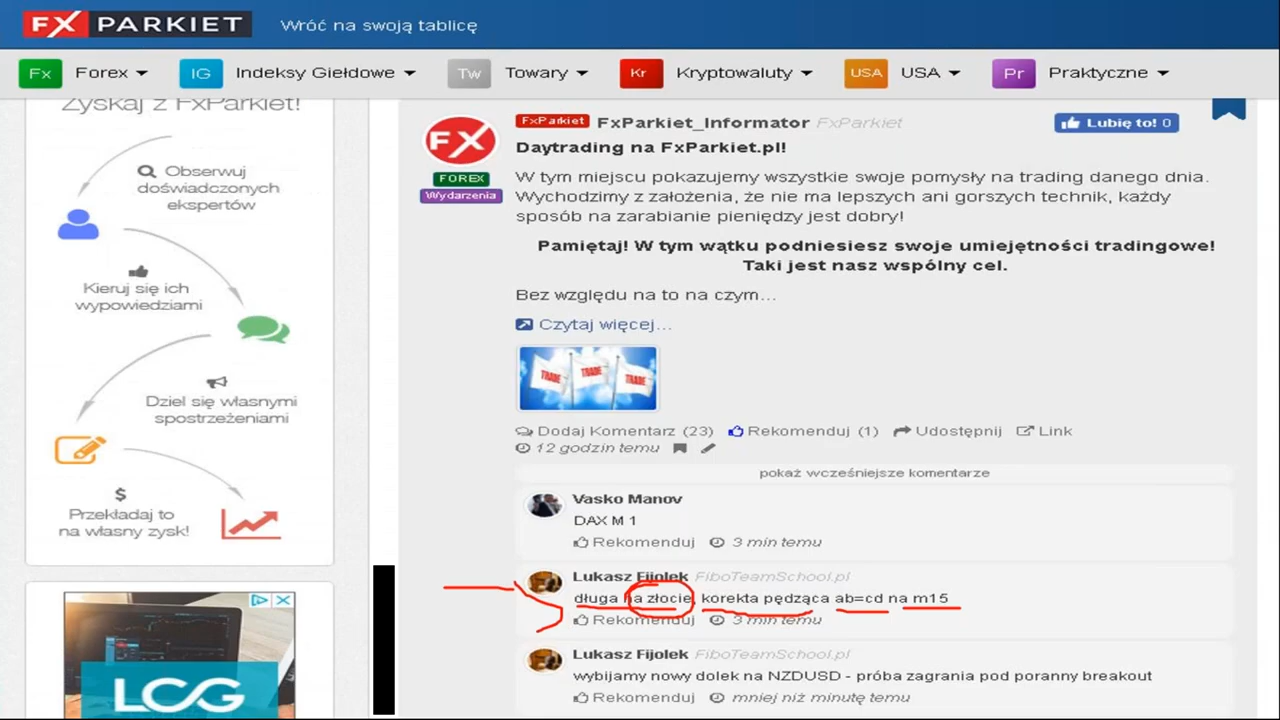 FX PARKIET
Wróć na swoją tablicę
Fx Forex
IG Indeksy Giełdowe
Tw Towary
Kr Kryptowaluty
USA USA
Pr Praktyczne
Zyskaj z FxParkiet!
Obserwuj
doświadczonych
ekspertów
Kieruj się ich
wypowiedziami
Dziel się własnymi
spostrzeżeniami
$
Przekładaj to
na własny zysk!
LCG
FX
FOREX
Wydarzenia
FxParkiet FxParkiet_Informator FxParkiet
Lubię to! 0
Daytrading na FxParkiet.pl!
W tym miejscu pokazujemy wszystkie swoje pomysły na trading danego dnia.
Wychodzimy z założenia, że nie ma lepszych ani gorszych technik, każdy
sposób na zarabianie pieniędzy jest dobry!
Pamiętaj! W tym wątku podniesiesz swoje umiejętności tradingowe!
Taki jest nasz wspólny cel.
Bez względu na to na czym...
Czytaj więcej...
TRADE TRADE TRADE
Dodaj Komentarz (23) Rekomenduj (1) Udostępnij Link
12 godzin temu
pokaż wcześniejsze komentarze
Vasko Manov
DAX M 1
Rekomenduj 3 min temu
Lukasz Fijolek FiboTeamSchool.pl
długa na złocie, korekta pędząca ab=cd na m15
Rekomenduj 3 min temu
Lukasz Fijolek FiboTeamSchool.pl
wybijamy nowy dolek na NZDUSD - próba zagrania pod poranny breakout
Rekomenduj mniej niż minutę temu